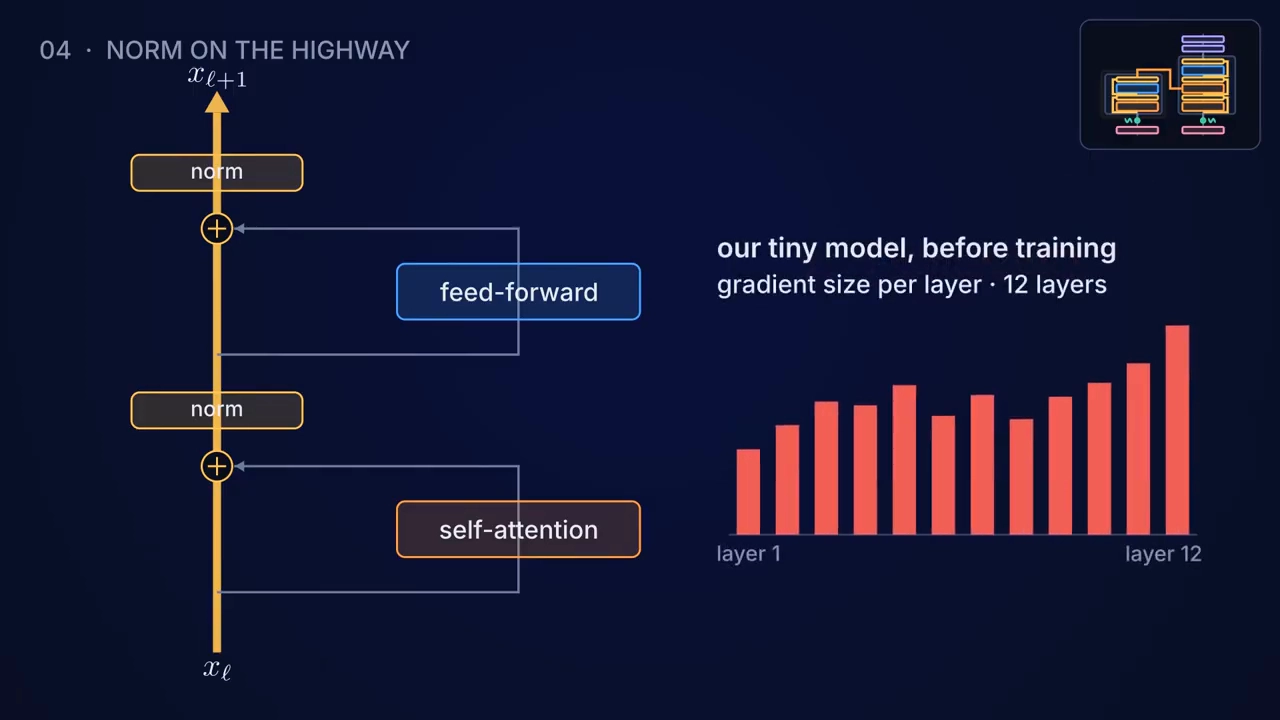 04 · NORM ON THE HIGHWAY
xℓ+1
norm
feed-forward
norm
self-attention
xℓ
our tiny model, before training
gradient size per layer · 12 layers
layer 1
layer 12